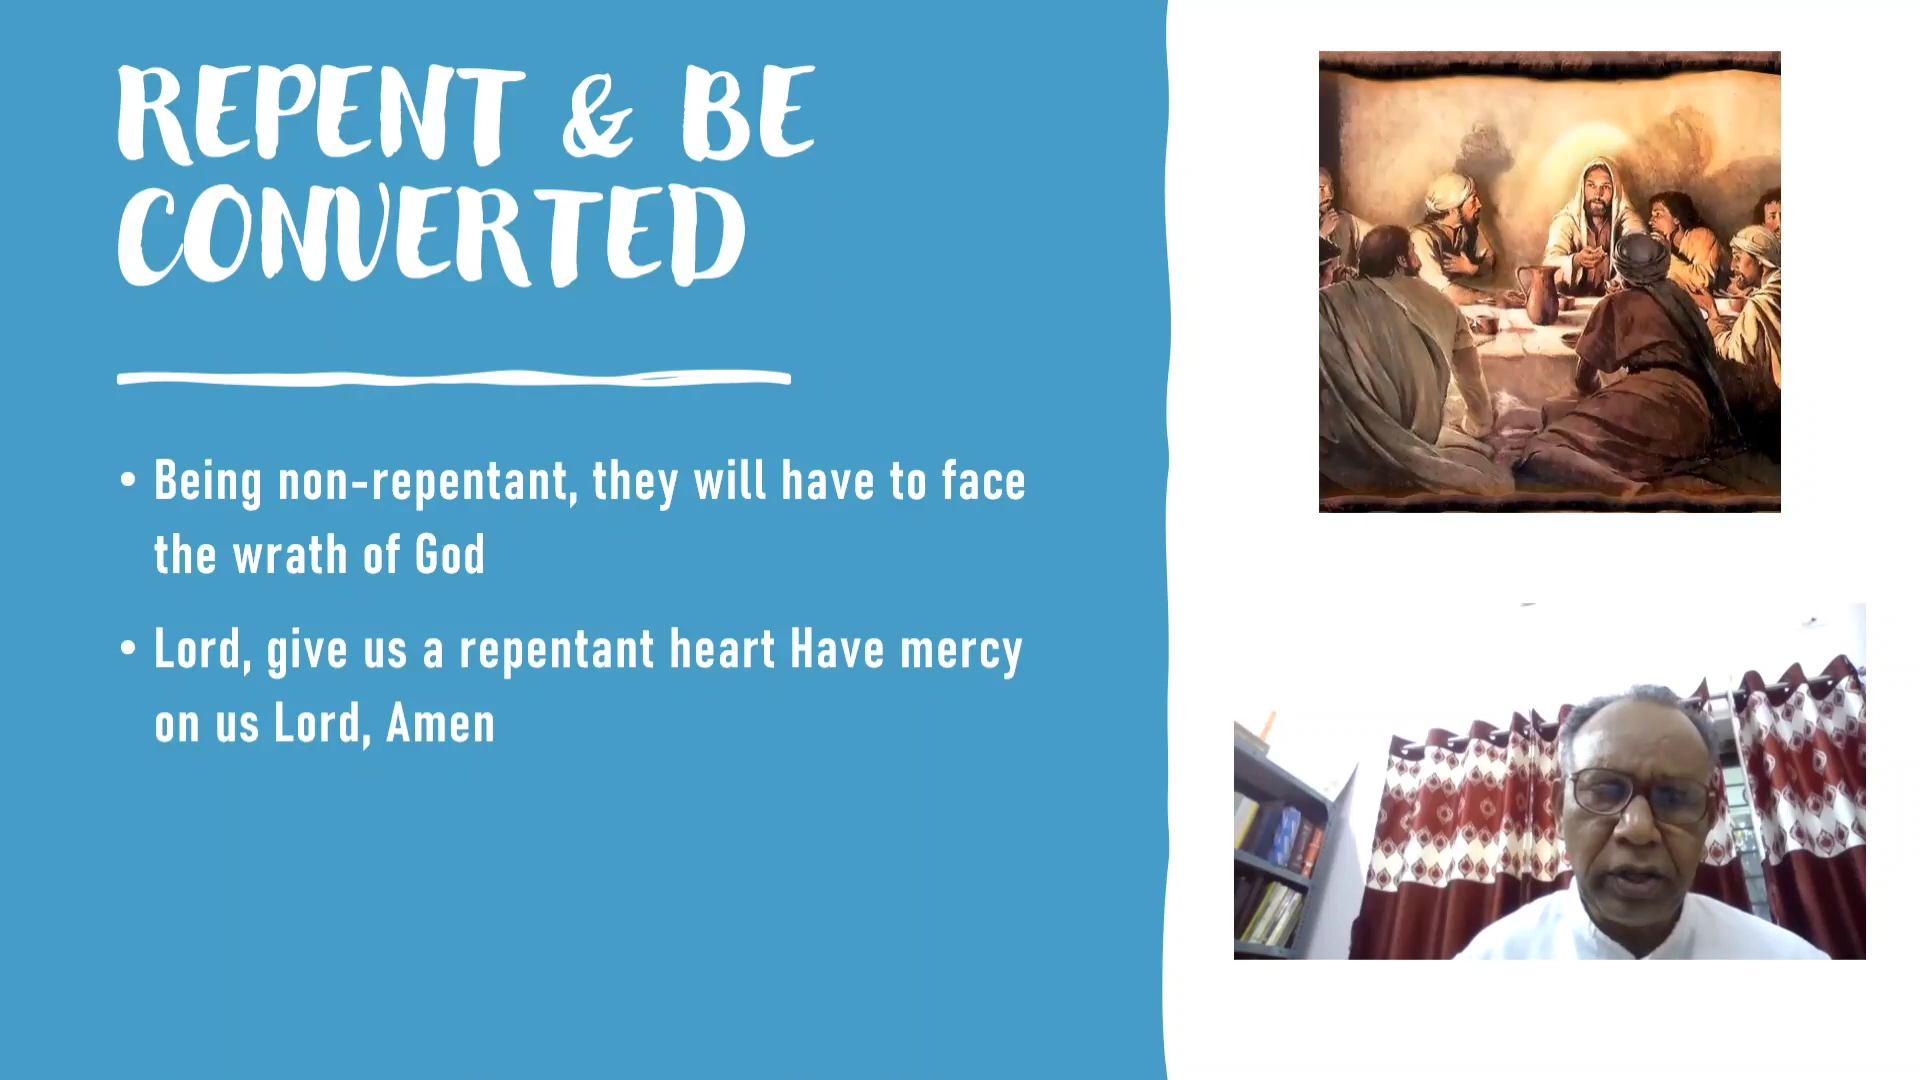 REPENT & BE
CONVERTED
• Being non-repentant, they will have to face
the wrath of God
• Lord, give us a repentant heart Have mercy
on us Lord, Amen